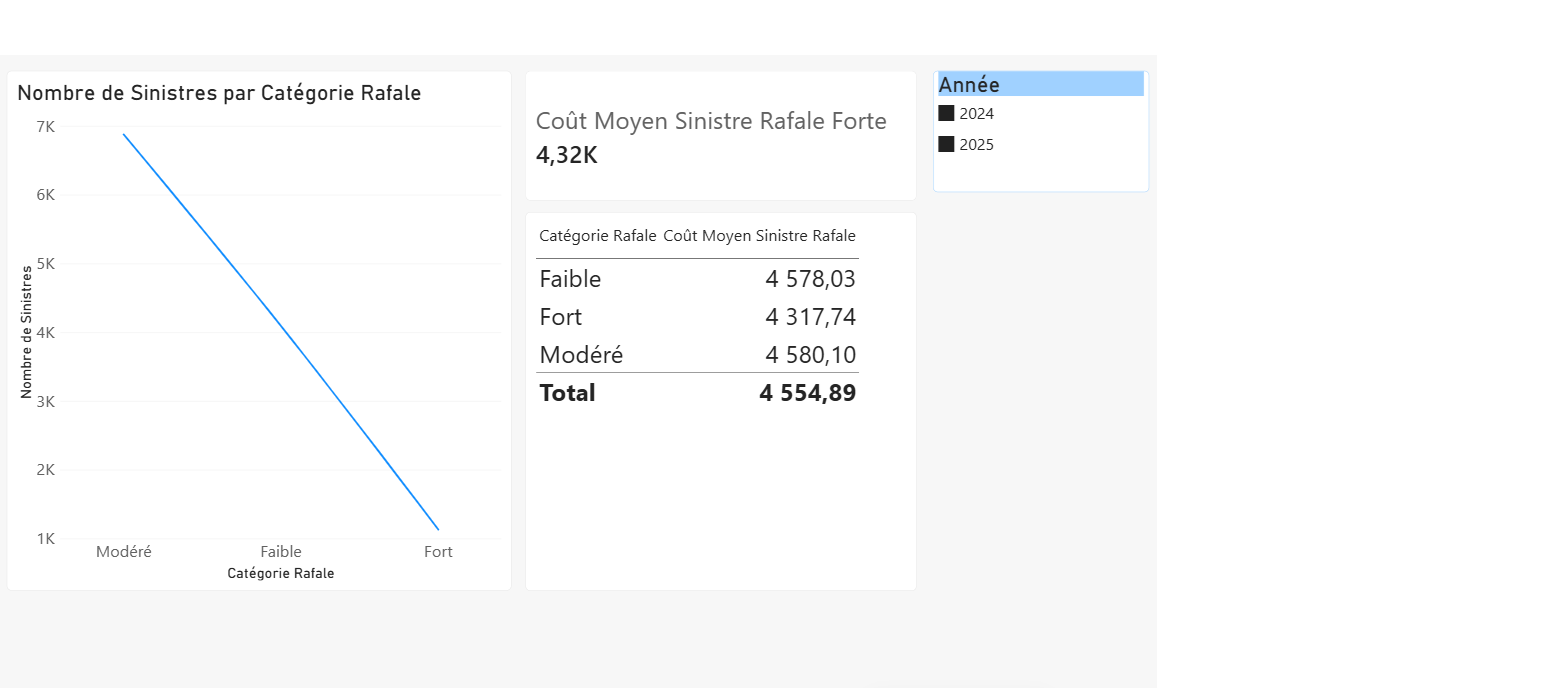 Nombre de Sinistres par Catégorie Rafale
7K
6K
5K
4K
3K
2K
1K
Nombre de Sinistres
Modéré Faible Fort
Catégorie Rafale
Coût Moyen Sinistre Rafale Forte
4,32K
Catégorie Rafale Coût Moyen Sinistre Rafale
Faible 4 578,03
Fort 4 317,74
Modéré 4 580,10
Total 4 554,89
Année
2024
2025